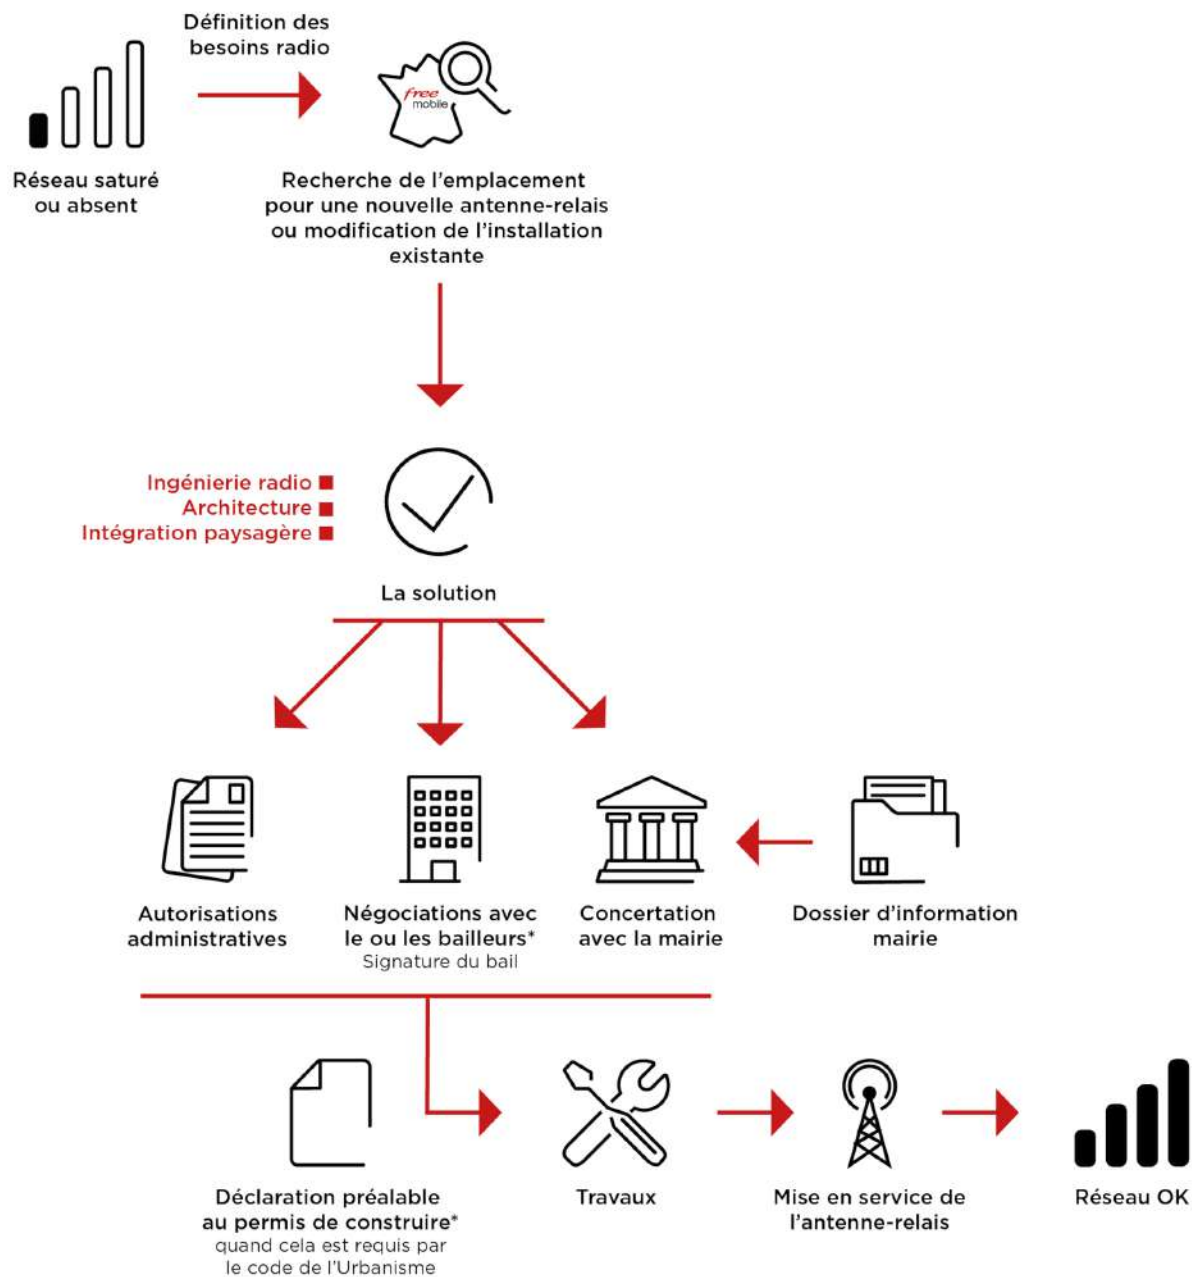 Définition des
besoins radio
free
mobile
Réseau saturé
ou absent
Recherche de l'emplacement
pour une nouvelle antenne-relais
ou modification de l'installation
existante
Ingénierie radio
Architecture
Intégration paysagère
La solution
Autorisations
administratives
Négociations avec
le ou les bailleurs*
Signature du bail
Concertation
avec la mairie
Dossier d'information
mairie
Déclaration préalable
au permis de construire*
quand cela est requis par
le code de l'Urbanisme
Travaux
Mise en service de
l'antenne-relais
Réseau OK